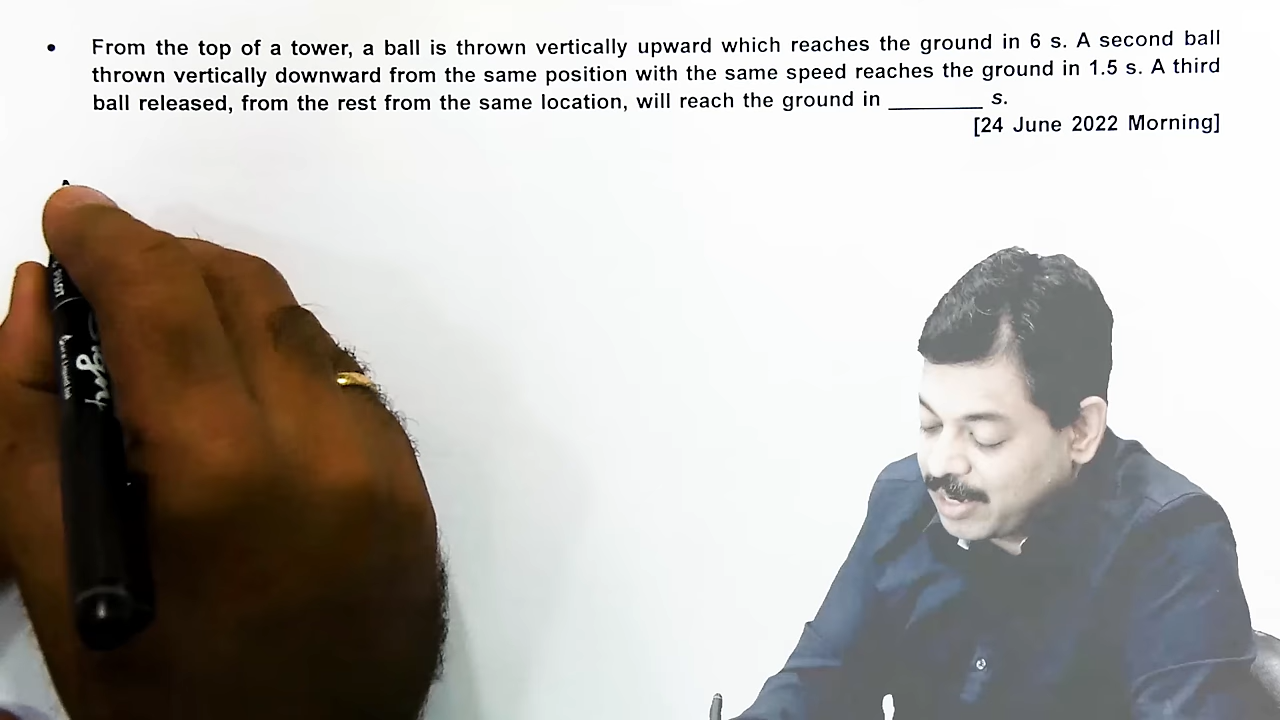 • From the top of a tower, a ball is thrown vertically upward which reaches the ground in 6 s. A second ball
thrown vertically downward from the same position with the same speed reaches the ground in 1.5 s. A third
ball released, from the rest from the same location, will reach the ground in ________ s.
[24 June 2022 Morning]
PILOT